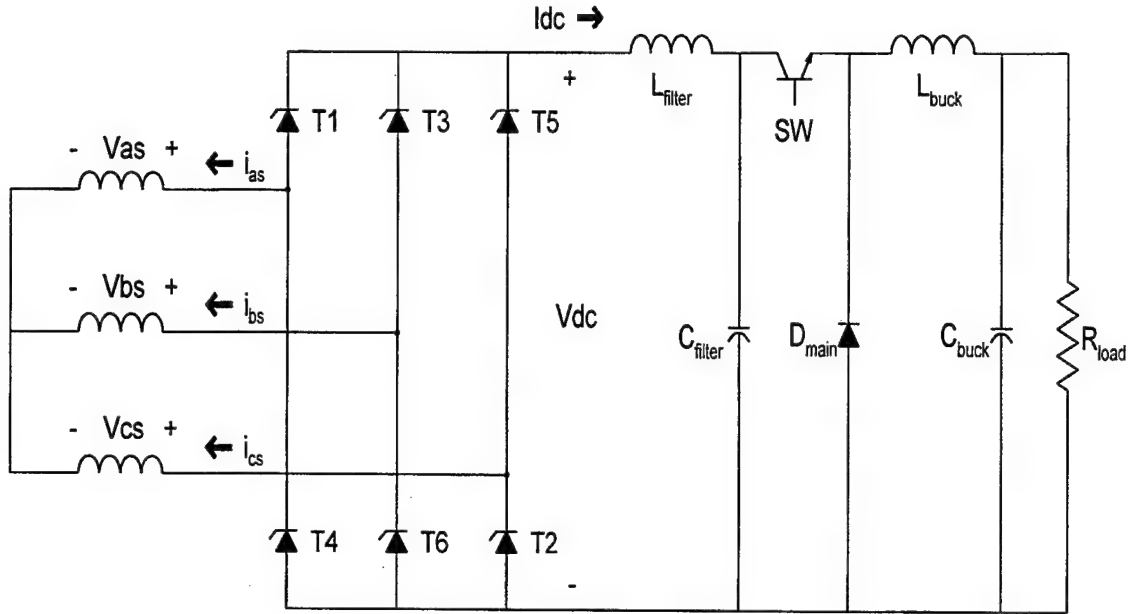 Idc →
+
L_filter
L_buck
SW
T1
T3
T5
- Vas +
← i_as
- Vbs +
← i_bs
Vdc
C_filter
D_main
C_buck
R_load
- Vcs +
← i_cs
T4
T6
T2
-